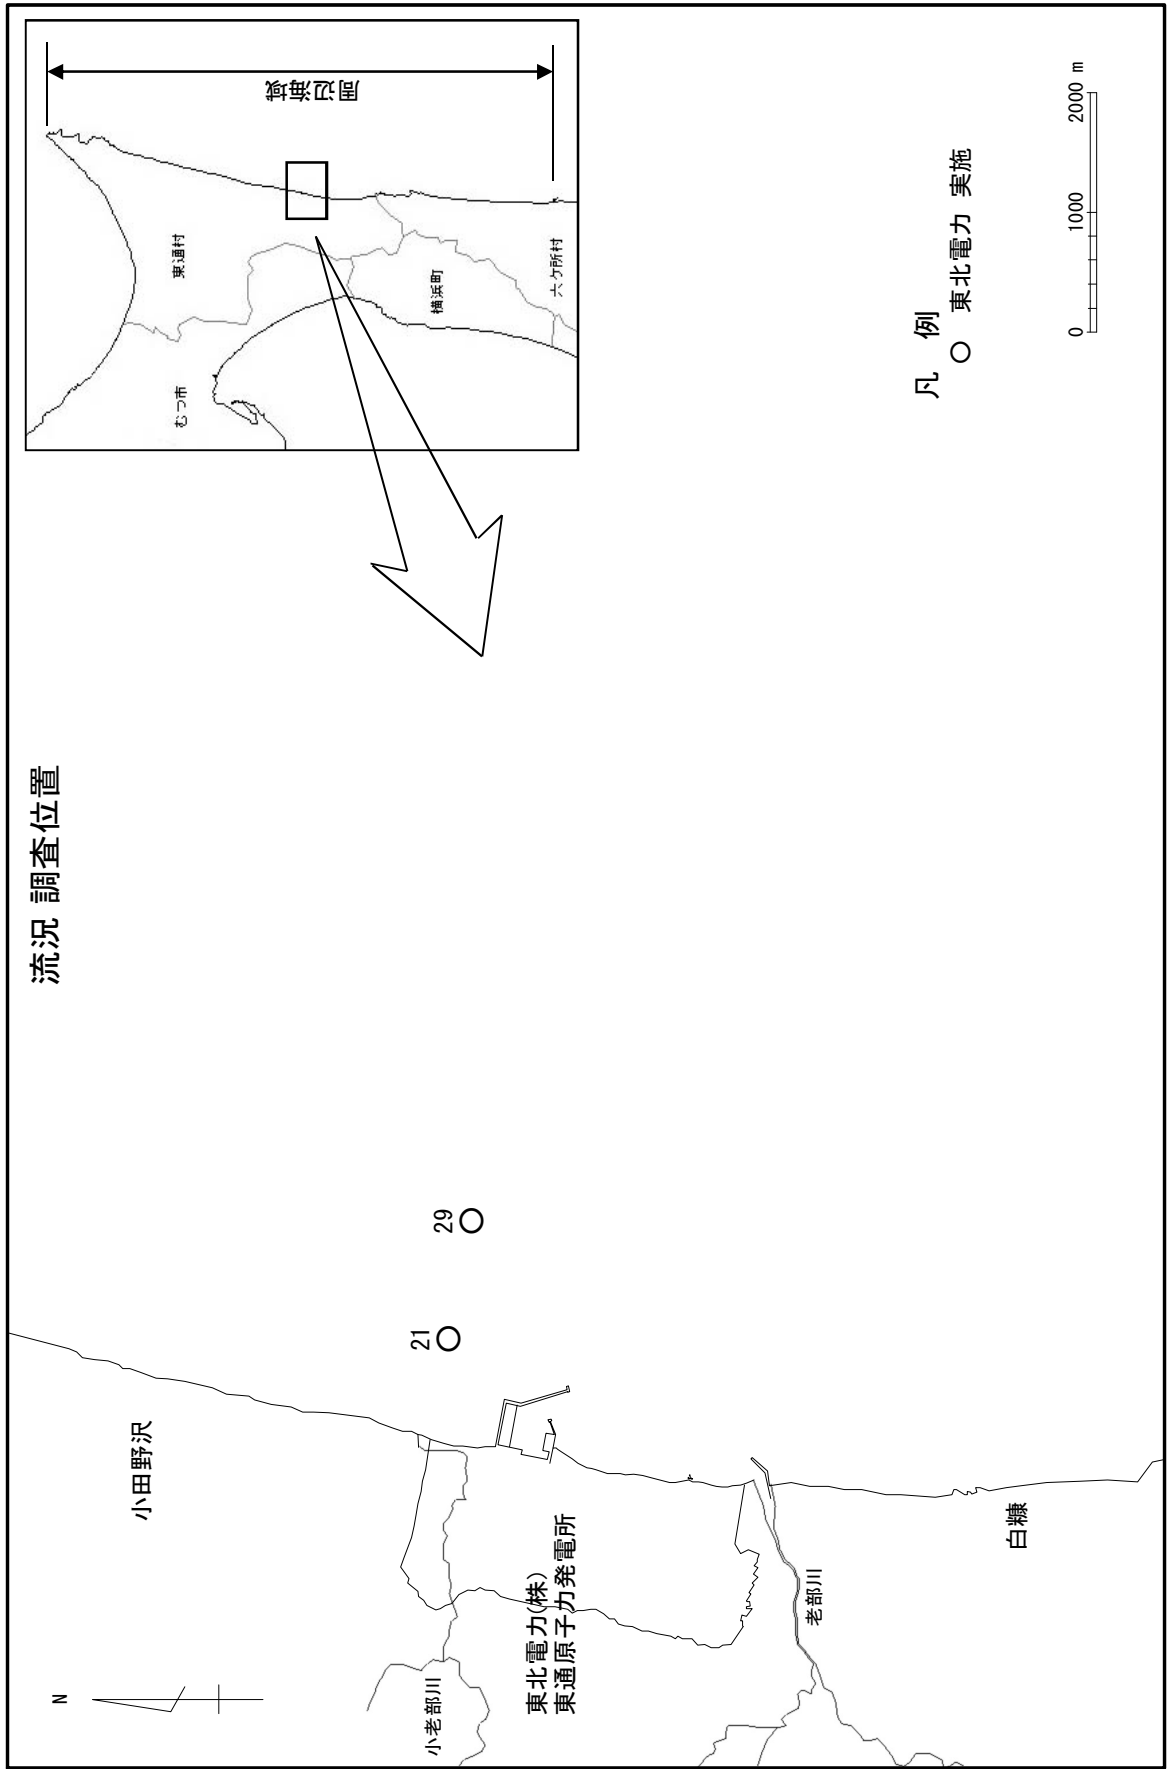 流況 調査位置
N
小田野沢
21
29
小老部川
東北電力(株)
東通原子力発電所
老部川
白糠
周辺海域
むつ市
東通村
横浜町
六ケ所村
凡 例
○ 東北電力 実施
0 1000 2000 m